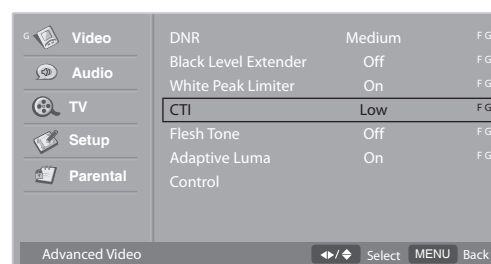 G Video
Audio
TV
Setup
Parental
DNR Medium F G
Black Level Extender Off F G
White Peak Limiter On F G
CTI Low F G
Flesh Tone Off F G
Adaptive Luma On F G
Control
Advanced Video Select MENU Back